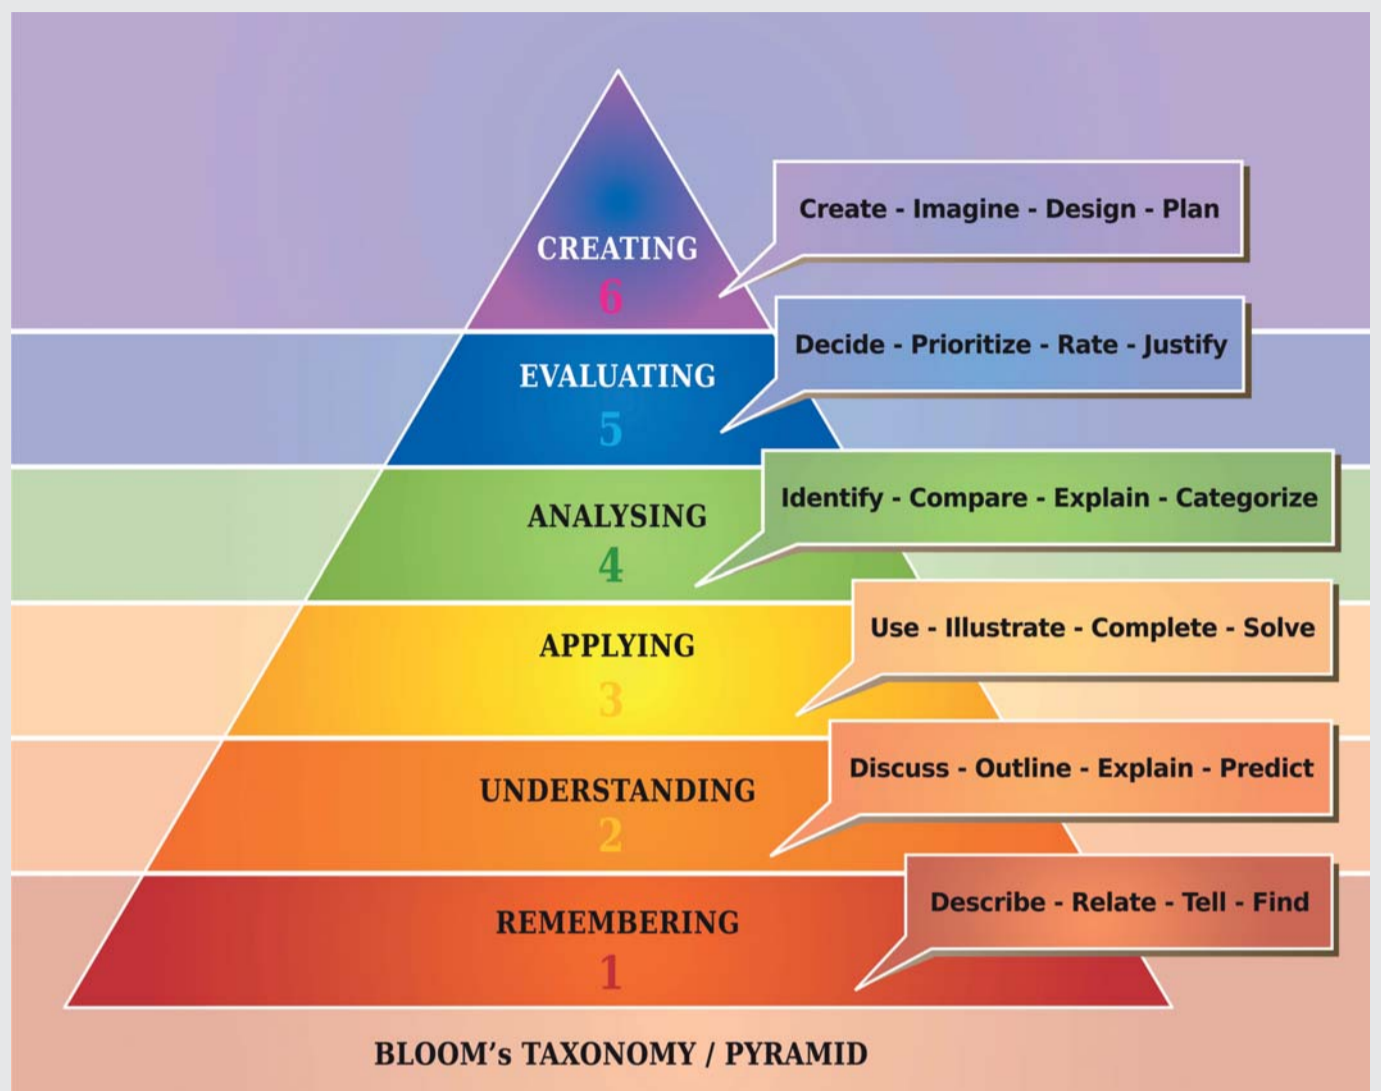 Create - Imagine - Design - Plan
CREATING
6
Decide - Prioritize - Rate - Justify
EVALUATING
5
Identify - Compare - Explain - Categorize
ANALYSING
4
Use - Illustrate - Complete - Solve
APPLYING
3
Discuss - Outline - Explain - Predict
UNDERSTANDING
2
Describe - Relate - Tell - Find
REMEMBERING
1
BLOOM's TAXONOMY / PYRAMID